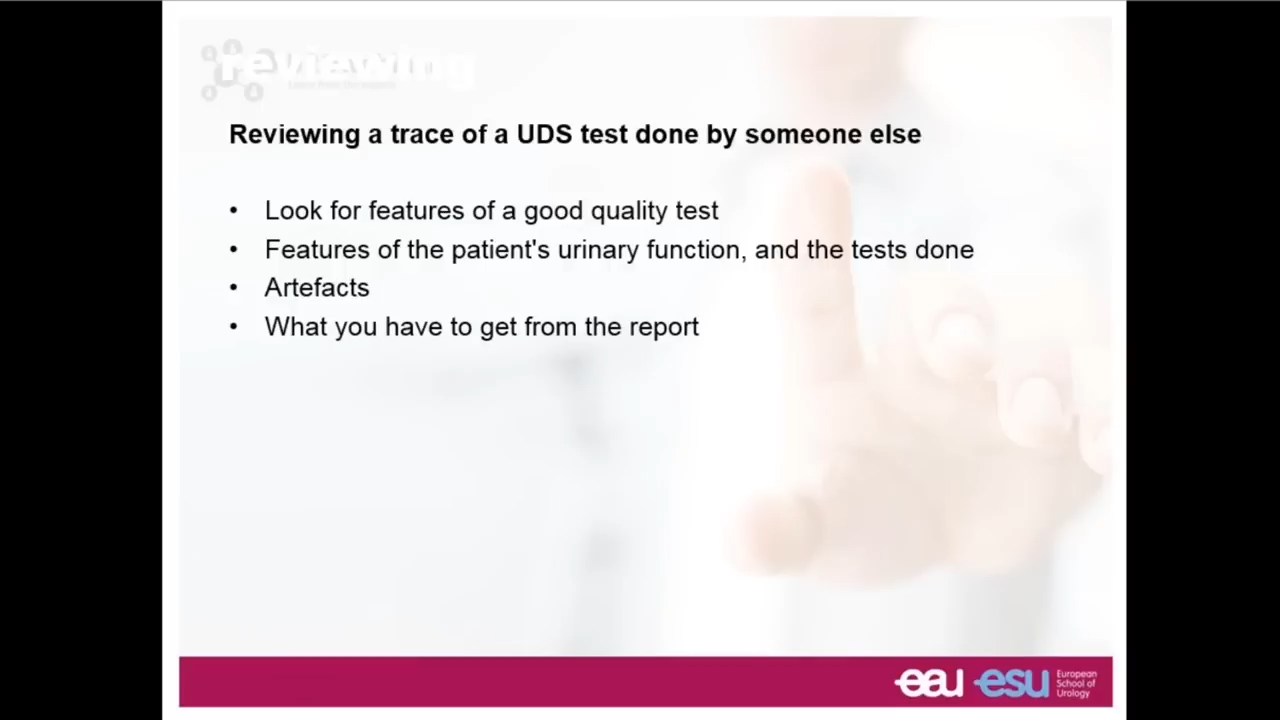 reviewing
Reviewing a trace of a UDS test done by someone else
• Look for features of a good quality test
• Features of the patient's urinary function, and the tests done
• Artefacts
• What you have to get from the report
eau esu European
School of
Urology